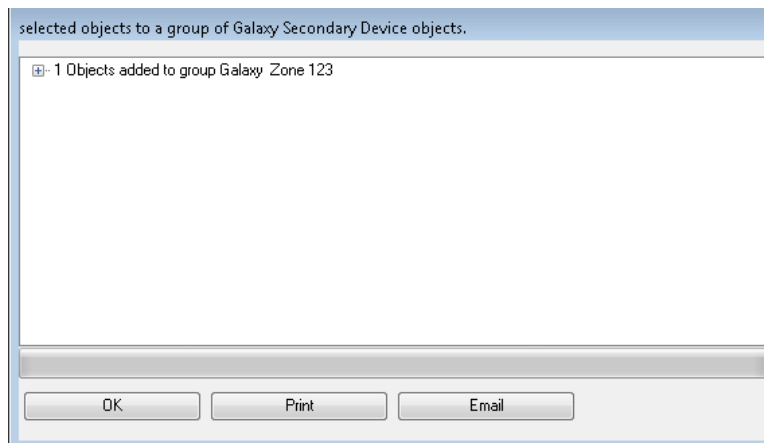 selected objects to a group of Galaxy Secondary Device objects.
1 Objects added to group Galaxy Zone 123
OK
Print
Email